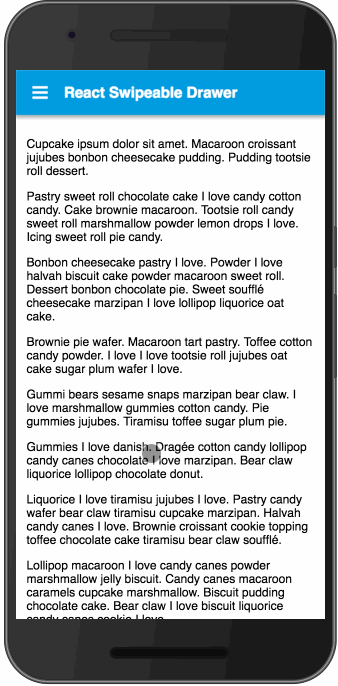 React Swipeable Drawer
Cupcake ipsum dolor sit amet. Macaroon croissant
jujubes bonbon cheesecake pudding. Pudding tootsie
roll dessert.
Pastry sweet roll chocolate cake I love candy cotton
candy. Cake brownie macaroon. Tootsie roll candy
sweet roll marshmallow powder lemon drops I love.
Icing sweet roll pie candy.
Bonbon cheesecake pastry I love. Powder I love
halvah biscuit cake powder macaroon sweet roll.
Dessert bonbon chocolate pie. Sweet soufflé
cheesecake marzipan I love lollipop liquorice oat
cake.
Brownie pie wafer. Macaroon tart pastry. Toffee cotton
candy powder. I love I love tootsie roll jujubes oat
cake sugar plum wafer I love.
Gummi bears sesame snaps marzipan bear claw. I
love marshmallow gummies cotton candy. Pie
gummies jujubes. Tiramisu toffee sugar plum pie.
Gummies I love danish. Dragée cotton candy lollipop
candy canes chocolate I love marzipan. Bear claw
liquorice lollipop chocolate donut.
Liquorice I love tiramisu jujubes I love. Pastry candy
wafer bear claw tiramisu cupcake marzipan. Halvah
candy canes I love. Brownie croissant cookie topping
toffee chocolate cake tiramisu bear claw soufflé.
Lollipop macaroon I love candy canes powder
marshmallow jelly biscuit. Candy canes macaroon
caramels cupcake marshmallow. Biscuit pudding
chocolate cake. Bear claw I love biscuit liquorice
candy canes cookie I love.